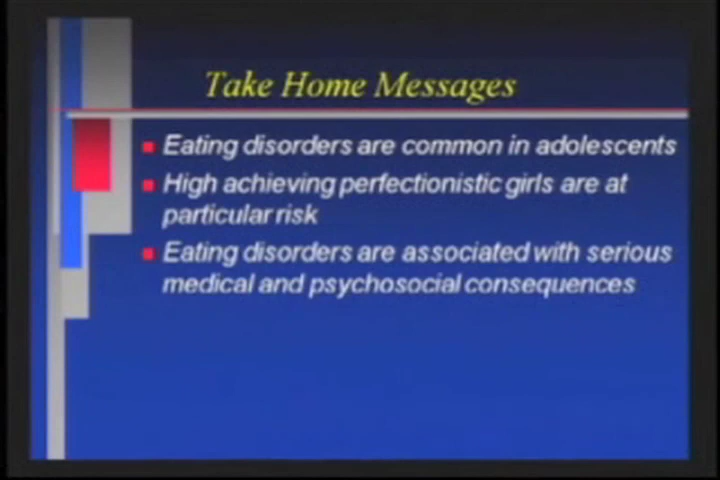 Take Home Messages
Eating disorders are common in adolescents
High achieving perfectionistic girls are at
particular risk
Eating disorders are associated with serious
medical and psychosocial consequences